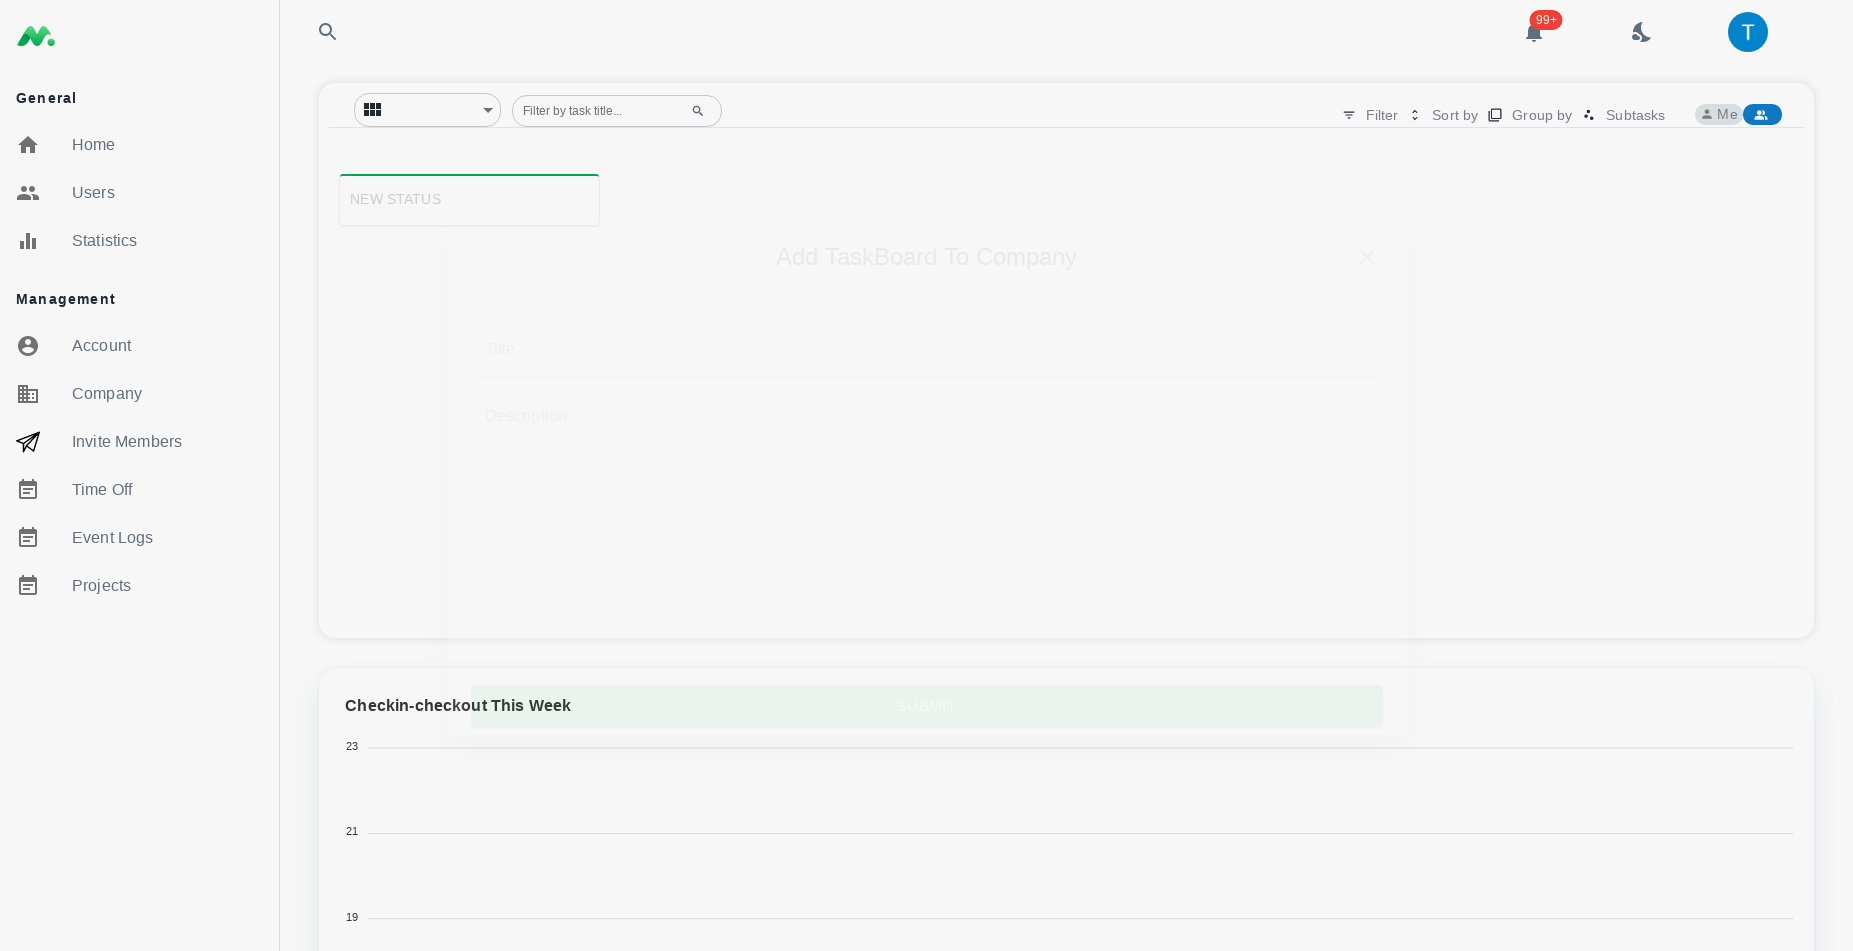 99+
T
General
Home
Users
Statistics
Management
Account
Company
Invite Members
Time Off
Event Logs
Projects
Filter by task title...
Filter
Sort by
Group by
Subtasks
Me
NEW STATUS
Add TaskBoard To Company
Title
Description
SUBMIT
Checkin-checkout This Week
23
21
19